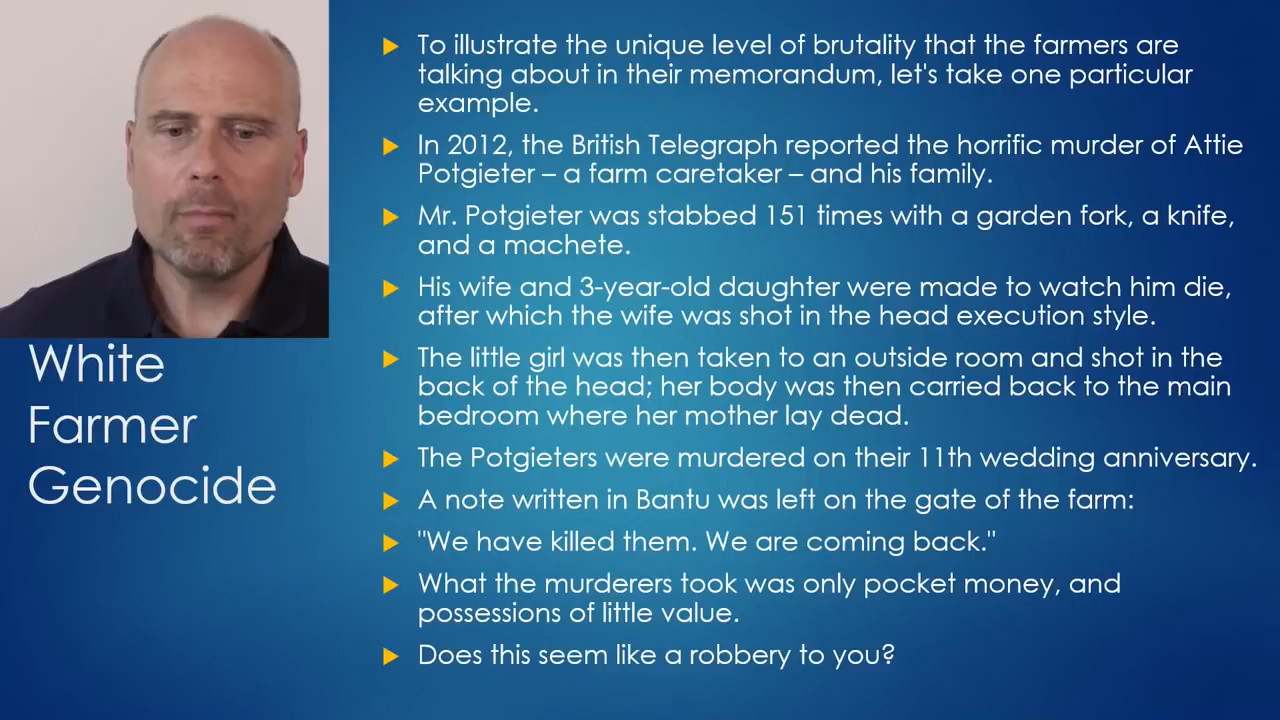 White
Farmer
Genocide
To illustrate the unique level of brutality that the farmers are
talking about in their memorandum, let's take one particular
example.
In 2012, the British Telegraph reported the horrific murder of Attie
Potgieter – a farm caretaker – and his family.
Mr. Potgieter was stabbed 151 times with a garden fork, a knife,
and a machete.
His wife and 3-year-old daughter were made to watch him die,
after which the wife was shot in the head execution style.
The little girl was then taken to an outside room and shot in the
back of the head; her body was then carried back to the main
bedroom where her mother lay dead.
The Potgieters were murdered on their 11th wedding anniversary.
A note written in Bantu was left on the gate of the farm:
"We have killed them. We are coming back."
What the murderers took was only pocket money, and
possessions of little value.
Does this seem like a robbery to you?